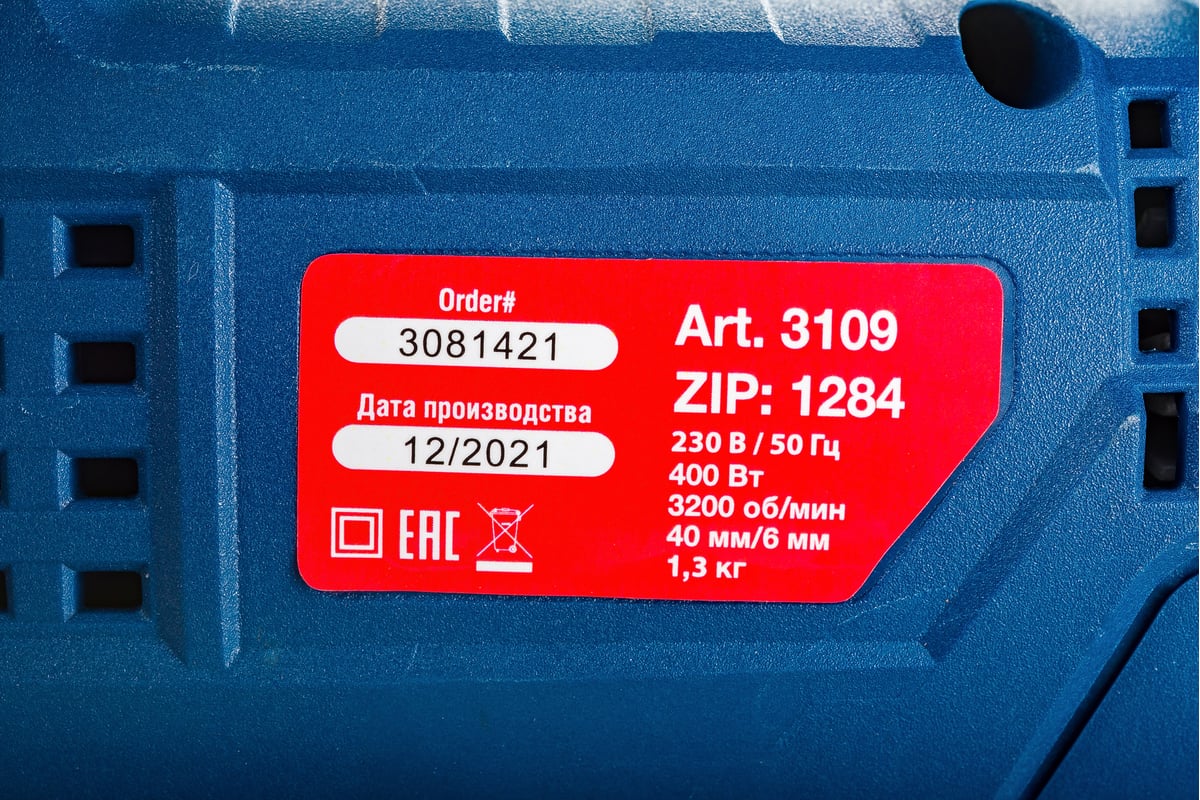 Order#
3081421
Дата производства
12/2021
EAC
Art. 3109
ZIP: 1284
230 В / 50 Гц
400 Вт
3200 об/мин
40 мм/6 мм
1,3 кг